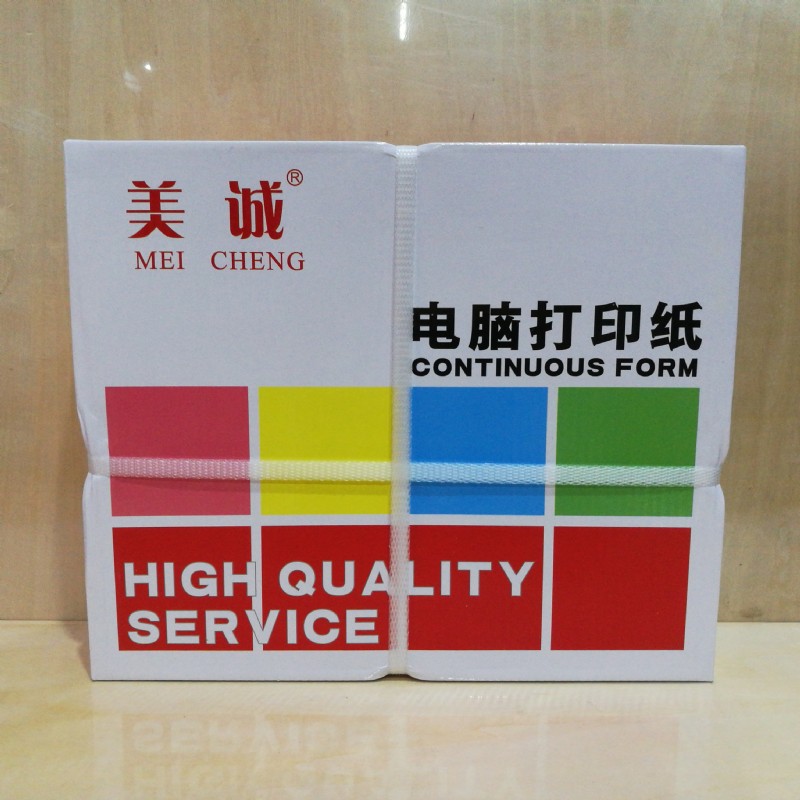 美诚®
MEI CHENG
电脑打印纸
CONTINUOUS FORM
HIGH QUALITY
SERVICE